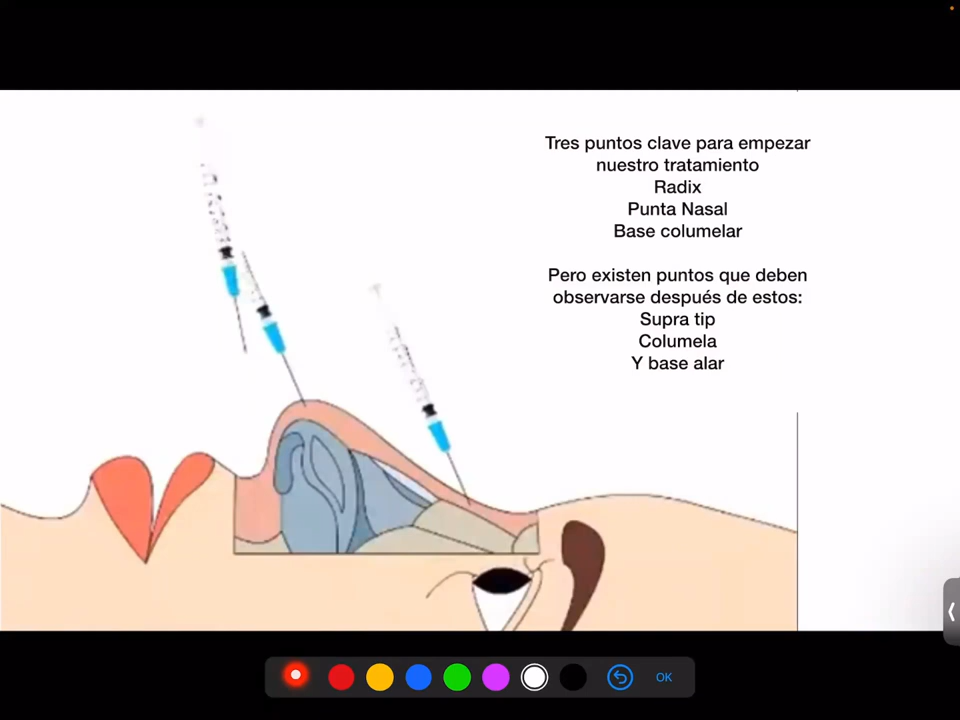 Tres puntos clave para empezar
nuestro tratamiento
Radix
Punta Nasal
Base columelar
Pero existen puntos que deben
observarse después de estos:
Supra tip
Columela
Y base alar
OK